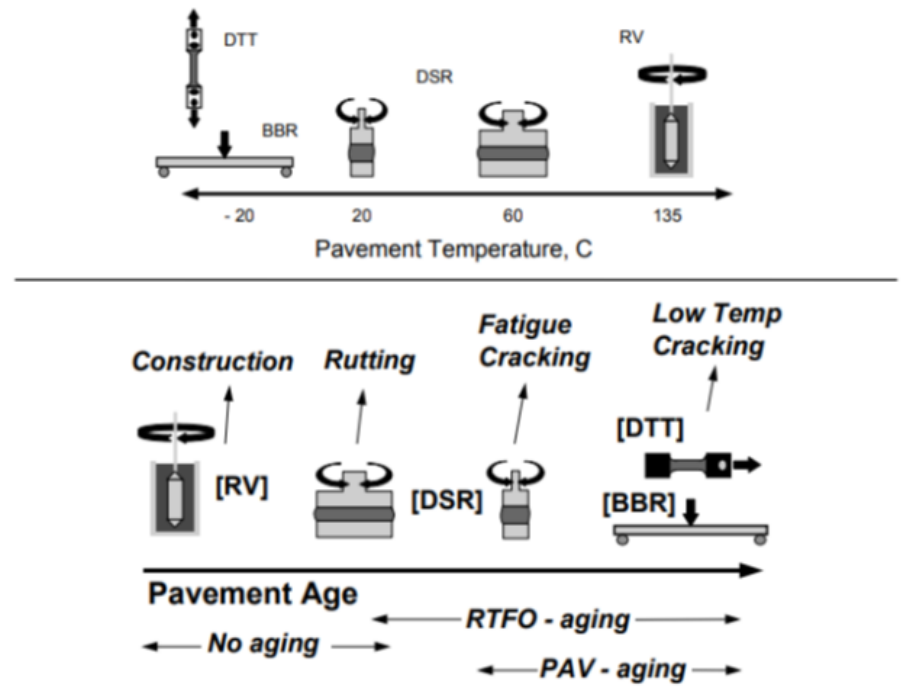 DTT
RV
DSR
BBR
- 20
20
60
135
Pavement Temperature, C
Construction
Rutting
Fatigue
Cracking
Low Temp
Cracking
[RV]
[DSR]
[DTT]
[BBR]
Pavement Age
RTFO - aging
No aging
PAV - aging